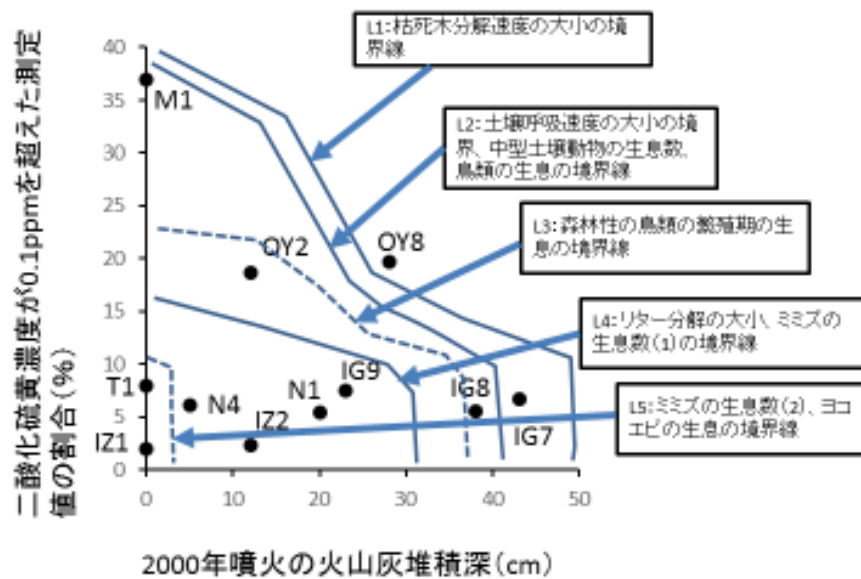 二酸化硫黄濃度が0.1ppmを超えた測定
値の割合(%)
40
35
30
25
20
15
10
5
0
0
10
20
30
40
50
2000年噴火の火山灰堆積深(cm)
M1
OY2
OY8
T1
N4
N1
IG9
IG8
IZ1
IZ2
IG7
L1:枯死木分解速度の大小の境
界線
L2:土壌呼吸速度の大小の境
界、中型土壌動物の生息数、
鳥類の生息の境界線
L3:森林性の鳥類の繁殖期の生
息の境界線
L4:リター分解の大小、ミミズの
生息数(1)の境界線
L5:ミミズの生息数(2)、ヨコ
エビの生息の境界線